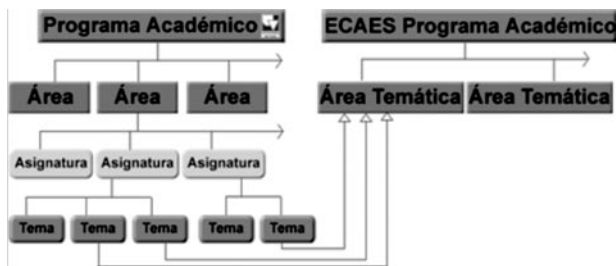 Programa Académico ECAES Programa Académico
Área Área Área Área Temática Área Temática
Asignatura Asignatura Asignatura
Tema Tema Tema Tema Tema